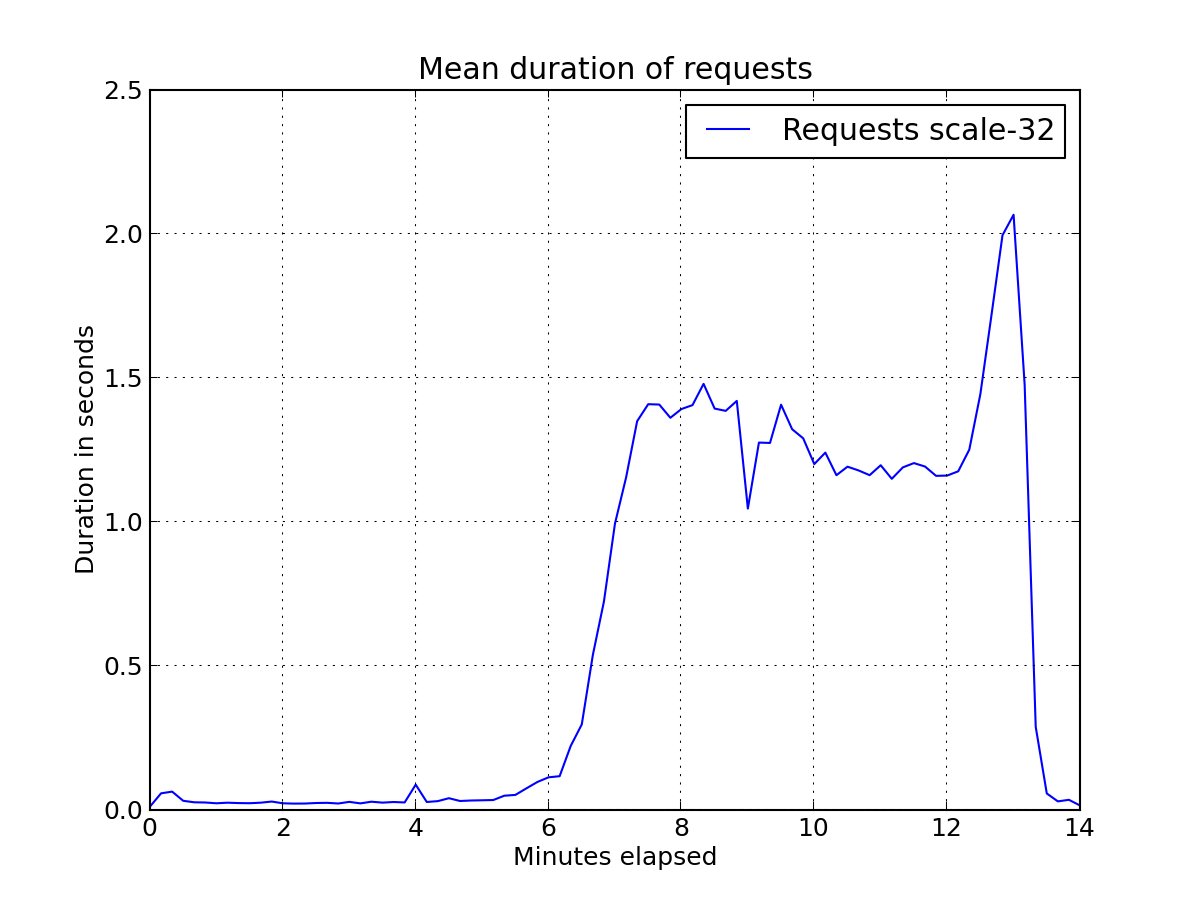 Mean duration of requests
2.5
Requests scale-32
2.0
1.5
1.0
0.5
0.0
Duration in seconds
0 2 4 6 8 10 12 14
Minutes elapsed